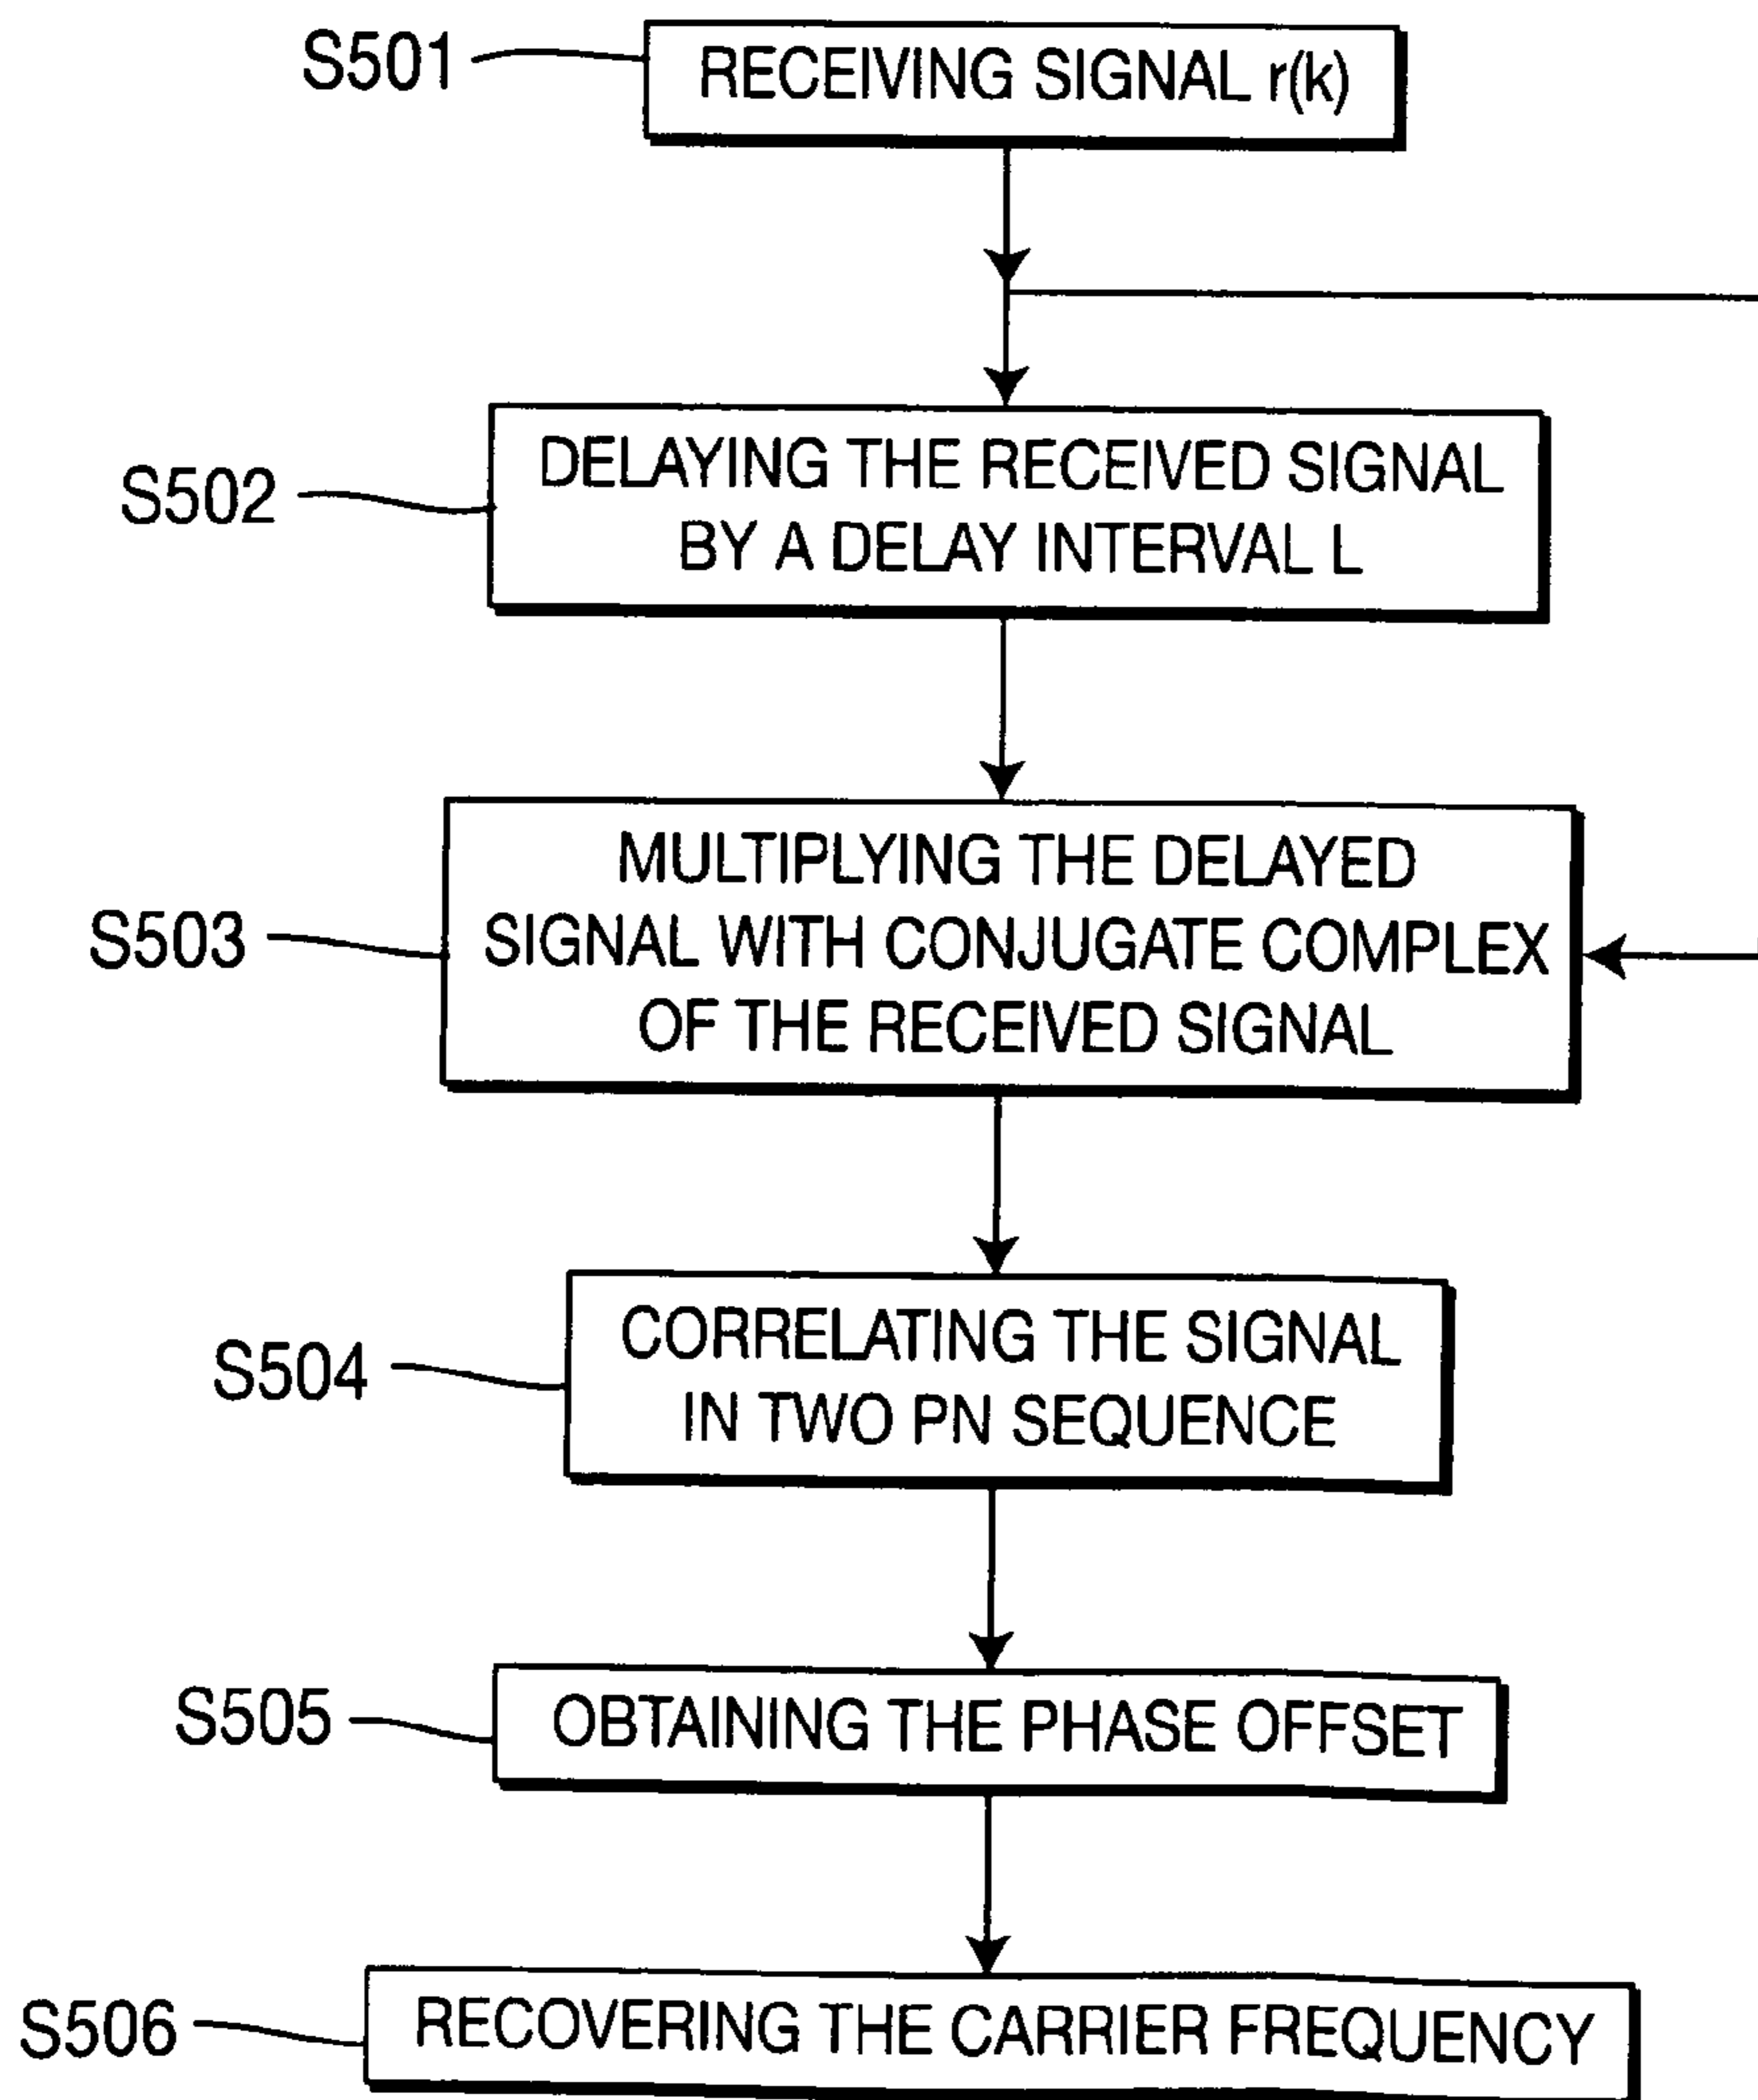 S501
RECEIVING SIGNAL r(k)
S502
DELAYING THE RECEIVED SIGNAL
BY A DELAY INTERVAL L
S503
MULTIPLYING THE DELAYED
SIGNAL WITH CONJUGATE COMPLEX
OF THE RECEIVED SIGNAL
S504
CORRELATING THE SIGNAL
IN TWO PN SEQUENCE
S505
OBTAINING THE PHASE OFFSET
S506
RECOVERING THE CARRIER FREQUENCY